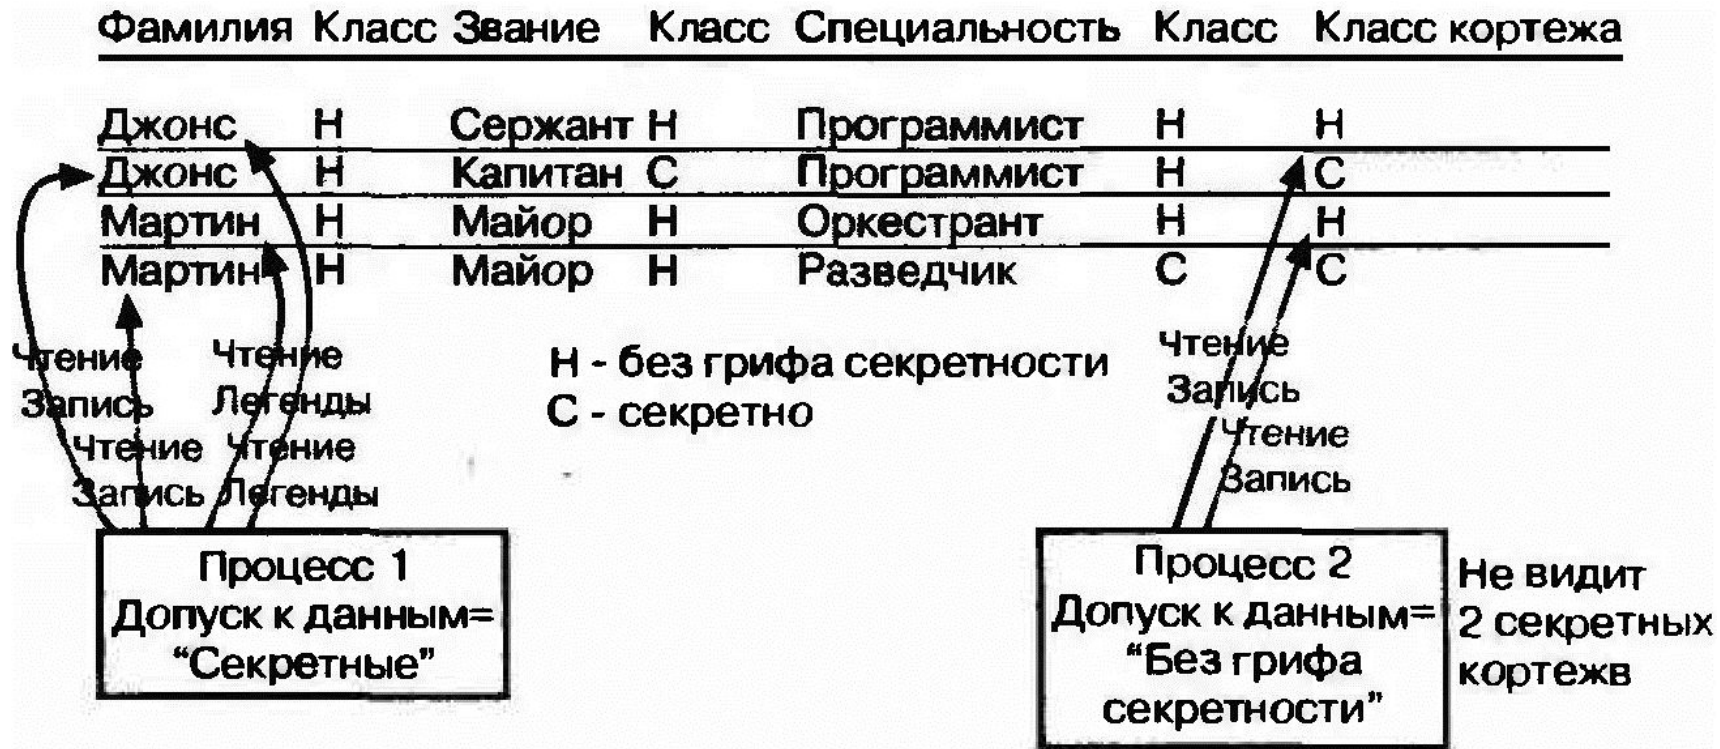 Фамилия Класс Звание Класс Специальность Класс Класс кортежа
Джонс Н Сержант Н Программист Н Н
Джонс Н Капитан С Программист Н С
Мартин Н Майор Н Оркестрант Н Н
Мартин Н Майор Н Разведчик С С
Чтение
Запись
Чтение
Легенды
Чтение
Запись
Чтение
Легенды
Н - без грифа секретности
С - секретно
Чтение
Запись
Чтение
Запись
Процесс 1
Допуск к данным=
“Секретные”
Процесс 2
Допуск к данным=
“Без грифа
секретности”
Не видит
2 секретных
кортежв